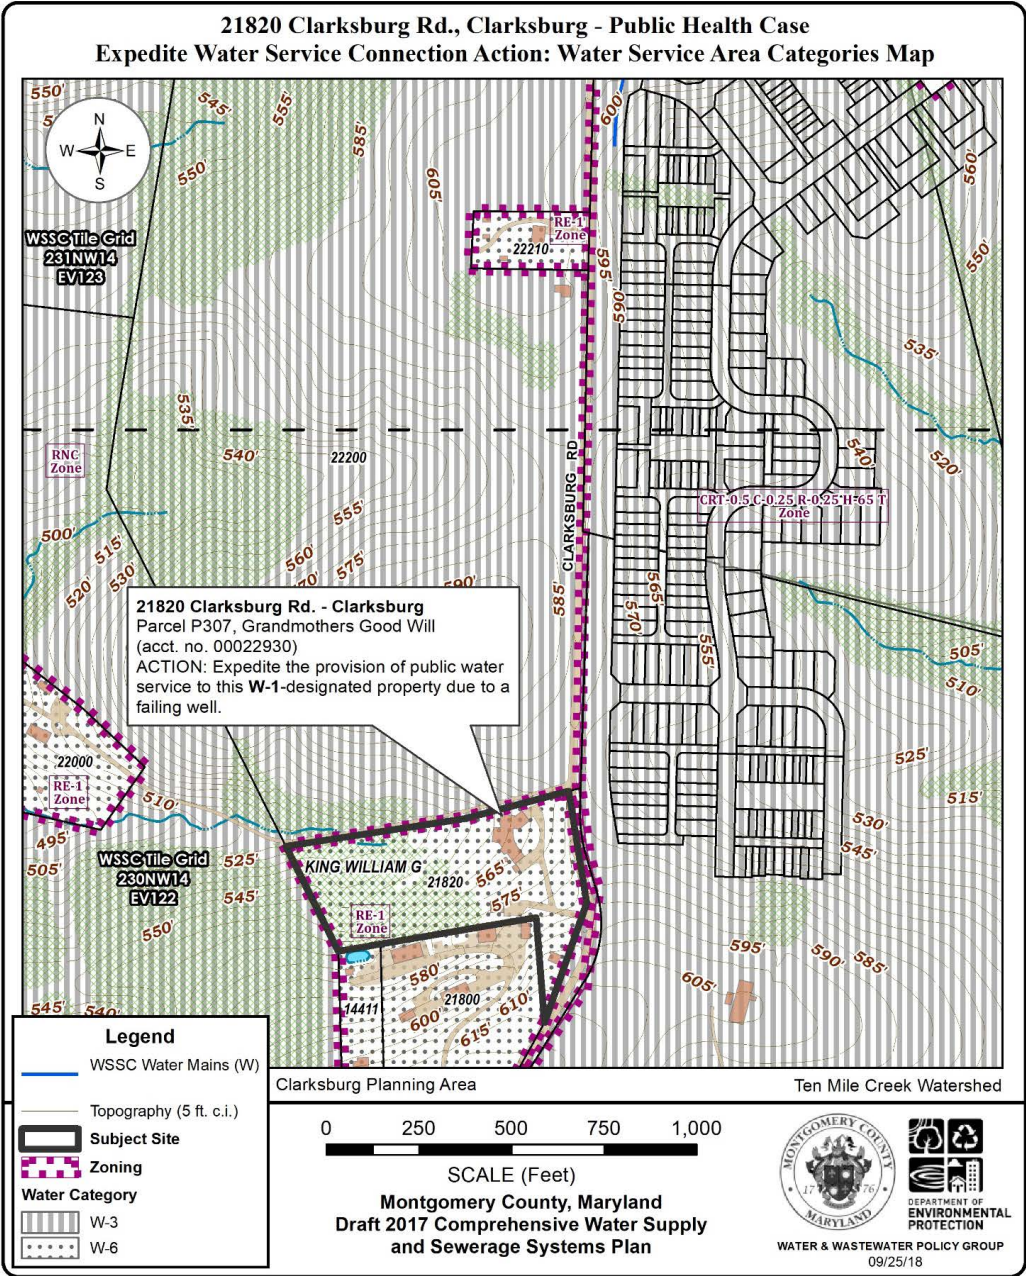 21820 Clarksburg Rd., Clarksburg - Public Health Case
Expedite Water Service Connection Action: Water Service Area Categories Map
550'
545'
555'
585'
605'
600'
560'
N
W E
S
550'
RE-1
Zone
22210
WSSC Tile Grid
231NW14
EV123
595'
590'
550'
535'
535'
RNC
Zone
540'
22200
CLARKSBURG RD
540'
520'
CRT-0.5 C-0.25 R-0.25 H-65 T
Zone
555'
500'
515'
560'
575'
520'
530'
70'
590'
585'
565'
570'
555'
505'
510'
21820 Clarksburg Rd. - Clarksburg
Parcel P307, Grandmothers Good Will
(acct. no. 00022930)
ACTION: Expedite the provision of public water
service to this W-1-designated property due to a
failing well.
22000
RE-1
Zone
510'
525'
515'
530'
545'
495'
505'
WSSC Tile Grid
230NW14
EV122
525'
545'
550'
KING WILLIAM G
21820
565'
575'
RE-1
Zone
580'
21800
14411
600'
610'
615'
595'
590'
585'
605'
545'
540'
Legend
WSSC Water Mains (W)
Topography (5 ft. c.i.)
Subject Site
Zoning
Water Category
W-3
W-6
Clarksburg Planning Area
Ten Mile Creek Watershed
0 250 500 750 1,000
SCALE (Feet)
Montgomery County, Maryland
Draft 2017 Comprehensive Water Supply
and Sewerage Systems Plan
MONTGOMERY COUNTY
17 76
MARYLAND
DEPARTMENT OF
ENVIRONMENTAL
PROTECTION
WATER & WASTEWATER POLICY GROUP
09/25/18